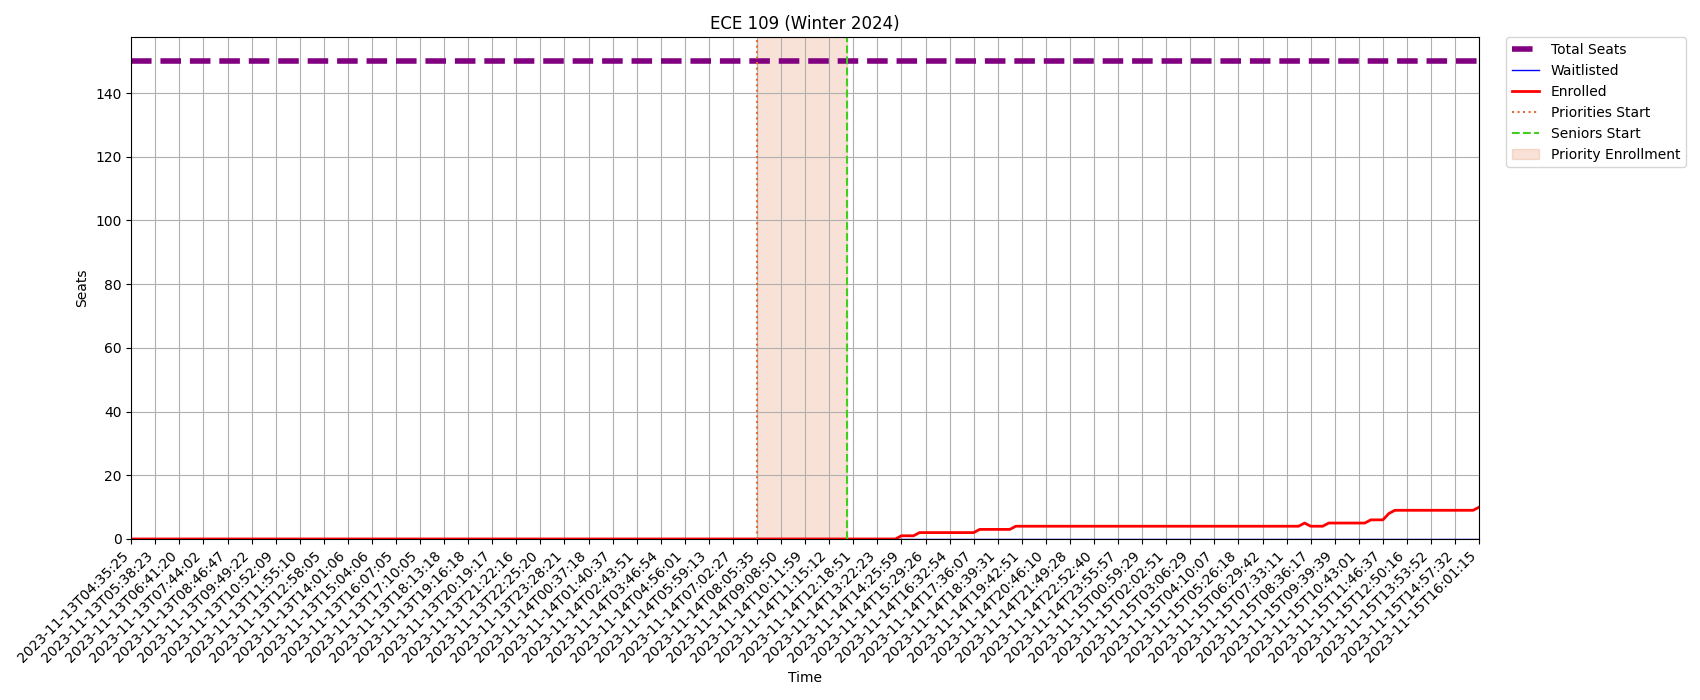 ECE 109 (Winter 2024)
Total Seats
Waitlisted
Enrolled
Priorities Start
Seniors Start
Priority Enrollment
Seats
140
120
100
80
60
40
20
0
2023-11-13T04:35:25
2023-11-13T05:38:23
2023-11-13T06:41:20
2023-11-13T07:44:02
2023-11-13T08:46:47
2023-11-13T09:49:22
2023-11-13T10:52:09
2023-11-13T11:55:10
2023-11-13T12:58:05
2023-11-13T14:01:06
2023-11-13T15:04:06
2023-11-13T16:07:05
2023-11-13T17:10:05
2023-11-13T18:13:18
2023-11-13T19:16:18
2023-11-13T20:19:17
2023-11-13T21:22:16
2023-11-13T22:25:20
2023-11-13T23:28:21
2023-11-14T00:37:18
2023-11-14T01:40:37
2023-11-14T02:43:51
2023-11-14T03:46:54
2023-11-14T04:56:01
2023-11-14T05:59:13
2023-11-14T07:02:27
2023-11-14T08:05:35
2023-11-14T09:08:50
2023-11-14T10:11:59
2023-11-14T11:15:12
2023-11-14T12:18:51
2023-11-14T13:22:23
2023-11-14T14:25:59
2023-11-14T15:29:26
2023-11-14T16:32:54
2023-11-14T17:36:07
2023-11-14T18:39:31
2023-11-14T19:42:51
2023-11-14T20:46:10
2023-11-14T21:49:28
2023-11-14T22:52:40
2023-11-14T23:55:57
2023-11-15T00:59:29
2023-11-15T02:02:51
2023-11-15T03:06:29
2023-11-15T04:10:07
2023-11-15T05:26:18
2023-11-15T06:29:42
2023-11-15T07:33:11
2023-11-15T08:36:17
2023-11-15T09:39:39
2023-11-15T10:43:01
2023-11-15T11:46:37
2023-11-15T12:50:16
2023-11-15T13:53:52
2023-11-15T14:57:32
2023-11-15T16:01:15
Time